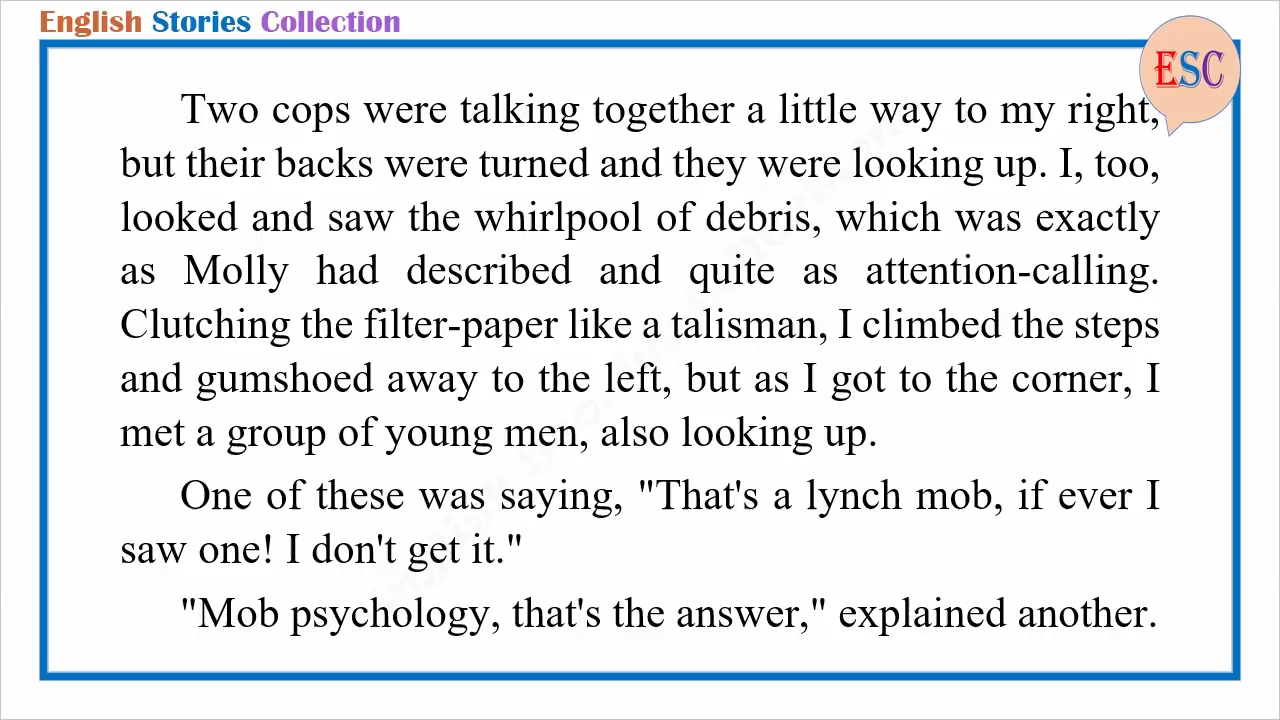 English Stories Collection
ESC
Two cops were talking together a little way to my right,
but their backs were turned and they were looking up. I, too,
looked and saw the whirlpool of debris, which was exactly
as Molly had described and quite as attention-calling.
Clutching the filter-paper like a talisman, I climbed the steps
and gumshoed away to the left, but as I got to the corner, I
met a group of young men, also looking up.
One of these was saying, "That's a lynch mob, if ever I
saw one! I don't get it."
"Mob psychology, that's the answer," explained another.